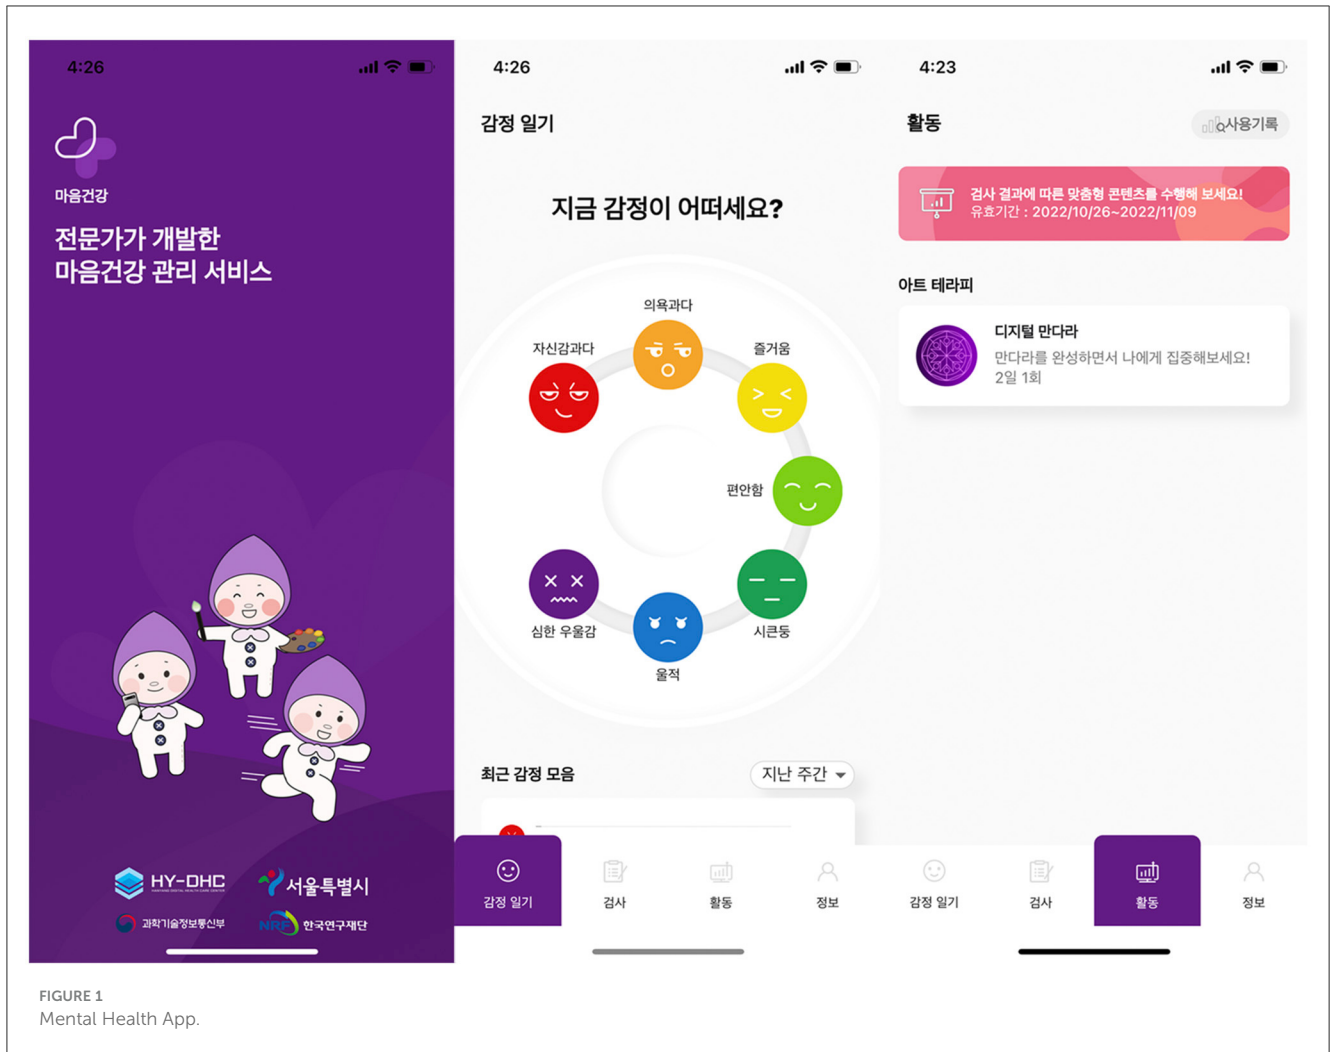 4:26
마음건강
전문가가 개발한
마음건강 관리 서비스
HY-DHC
서울특별시
과학기술정보통신부
NRF 한국연구재단
4:26
감정 일기
지금 감정이 어떠세요?
의욕과다
자신감과다
즐거움
편안함
심한 우울감
시큰둥
울적
최근 감정 모음
지난 주간
감정 일기
검사
활동
정보
4:23
활동
사용기록
검사 결과에 따른 맞춤형 콘텐츠를 수행해 보세요!
유효기간 : 2022/10/26~2022/11/09
아트 테라피
디지털 만다라
만다라를 완성하면서 나에게 집중해보세요!
2일 1회
감정 일기
검사
활동
정보
FIGURE 1
Mental Health App.